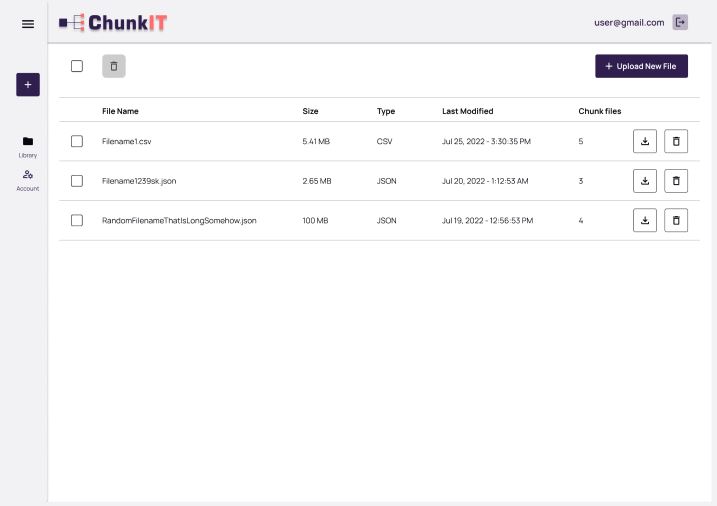 ChunkIT
user@gmail.com
+ Upload New File
File Name Size Type Last Modified Chunk files
Filename1.csv 5.41 MB CSV Jul 25, 2022 - 3:30:35 PM 5
Library
Filename1239sk.json 2.65 MB JSON Jul 20, 2022 - 1:12:53 AM 3
Account
RandomFilenameThatIsLongSomehow.json 100 MB JSON Jul 19, 2022 - 12:56:53 PM 4